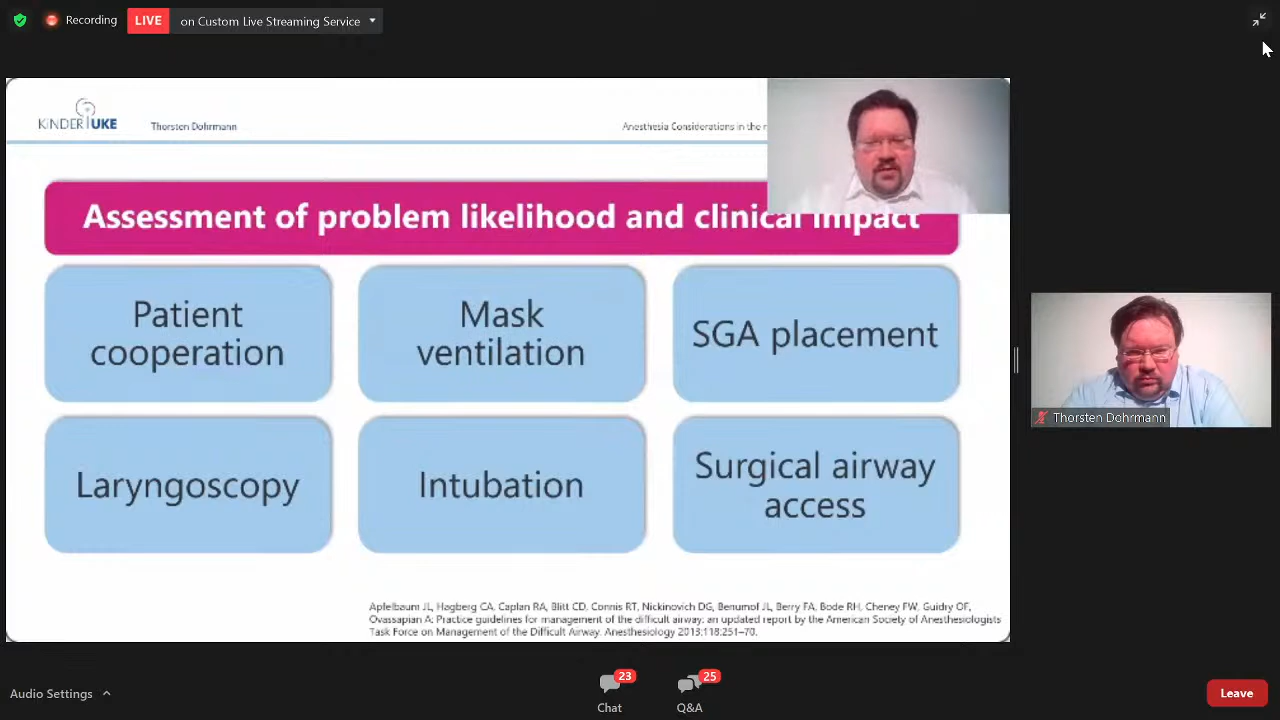 Recording
LIVE
on Custom Live Streaming Service
KINDER UKE
Thorsten Dohrmann
Anesthesia Considerations in the
Assessment of problem likelihood and clinical impact
Patient
cooperation
Mask
ventilation
SGA placement
Laryngoscopy
Intubation
Surgical airway
access
Apfelbaum JL, Hagberg CA, Caplan RA, Blitt CD, Connis RT, Nickinovich DG, Benumof JL, Berry FA, Bode RH, Cheney FW, Guidry OF,
Ovassapian A: Practice guidelines for management of the difficult airway: an updated report by the American Society of Anesthesiologists
Task Force on Management of the Difficult Airway. Anesthesiology 2013;118:251–70.
Thorsten Dohrmann
Audio Settings
23
Chat
25
Q&A
Leave